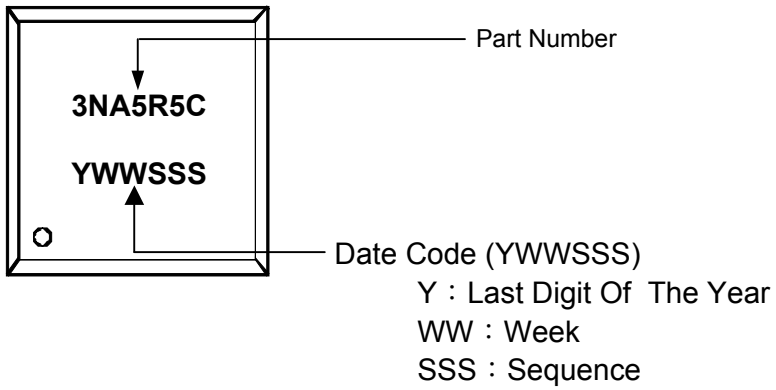 Part Number
3NA5R5C
YWWSSS
Date Code (YWWSSS)
Y：Last Digit Of The Year
WW：Week
SSS：Sequence